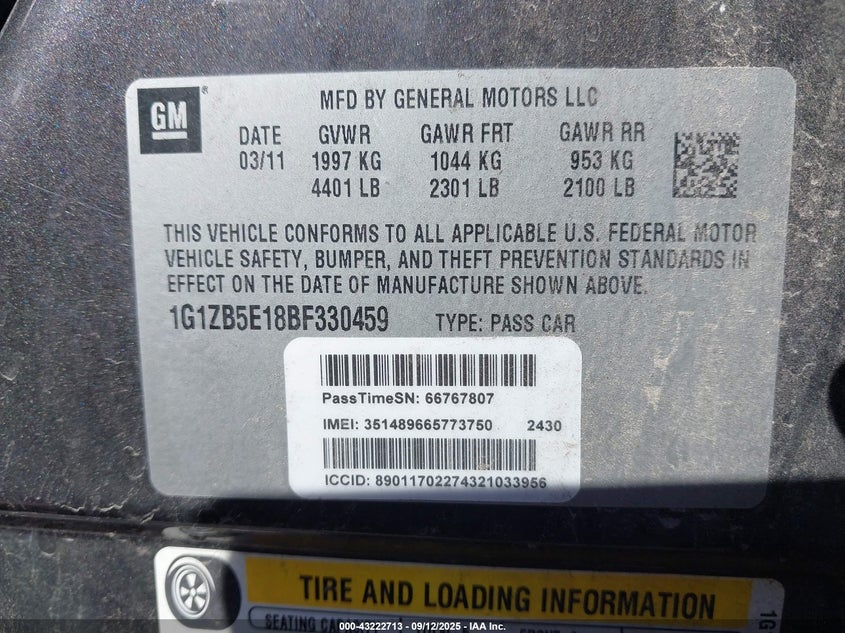 GM ®
MFD BY GENERAL MOTORS LLC
DATE GVWR GAWR FRT GAWR RR
03/11 1997 KG 1044 KG 953 KG
4401 LB 2301 LB 2100 LB
THIS VEHICLE CONFORMS TO ALL APPLICABLE U.S. FEDERAL MOTOR
VEHICLE SAFETY, BUMPER, AND THEFT PREVENTION STANDARDS IN
EFFECT ON THE DATE OF MANUFACTURE SHOWN ABOVE.
1G1ZB5E18BF330459 TYPE: PASS CAR
PassTimeSN: 66767807
IMEI: 351489665773750 2430
ICCID: 89011702274321033956
TIRE AND LOADING INFORMATION
SEATING
1G
000-43222713 - 09/12/2025 - IAA Inc.